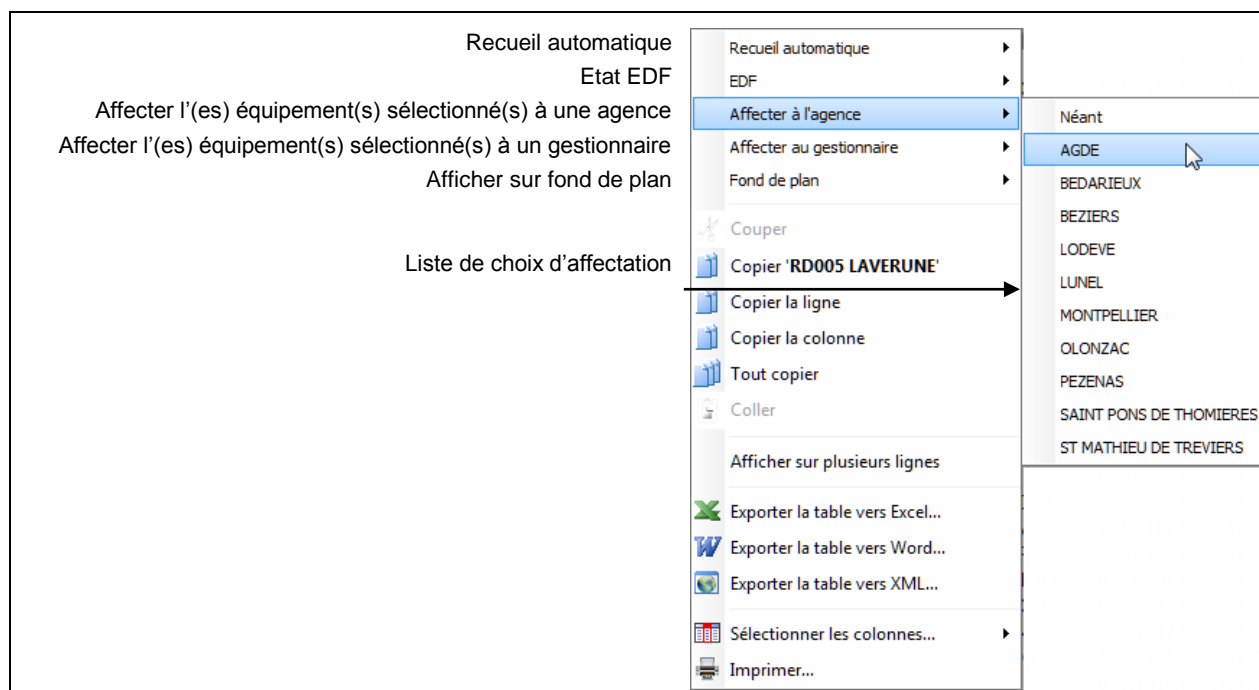 Recueil automatique
Etat EDF
Affecter l’(es) équipement(s) sélectionné(s) à une agence
Affecter l’(es) équipement(s) sélectionné(s) à un gestionnaire
Afficher sur fond de plan
Liste de choix d’affectation
Recueil automatique
EDF
Affecter à l'agence
Affecter au gestionnaire
Fond de plan
Couper
Copier 'RD005 LAVERUNE'
Copier la ligne
Copier la colonne
Tout copier
Coller
Afficher sur plusieurs lignes
Exporter la table vers Excel...
Exporter la table vers Word...
Exporter la table vers XML...
Sélectionner les colonnes...
Imprimer...
Néant
AGDE
BEDARIEUX
BEZIERS
LODEVE
LUNEL
MONTPELLIER
OLONZAC
PEZENAS
SAINT PONS DE THOMIERES
ST MATHIEU DE TREVIERS